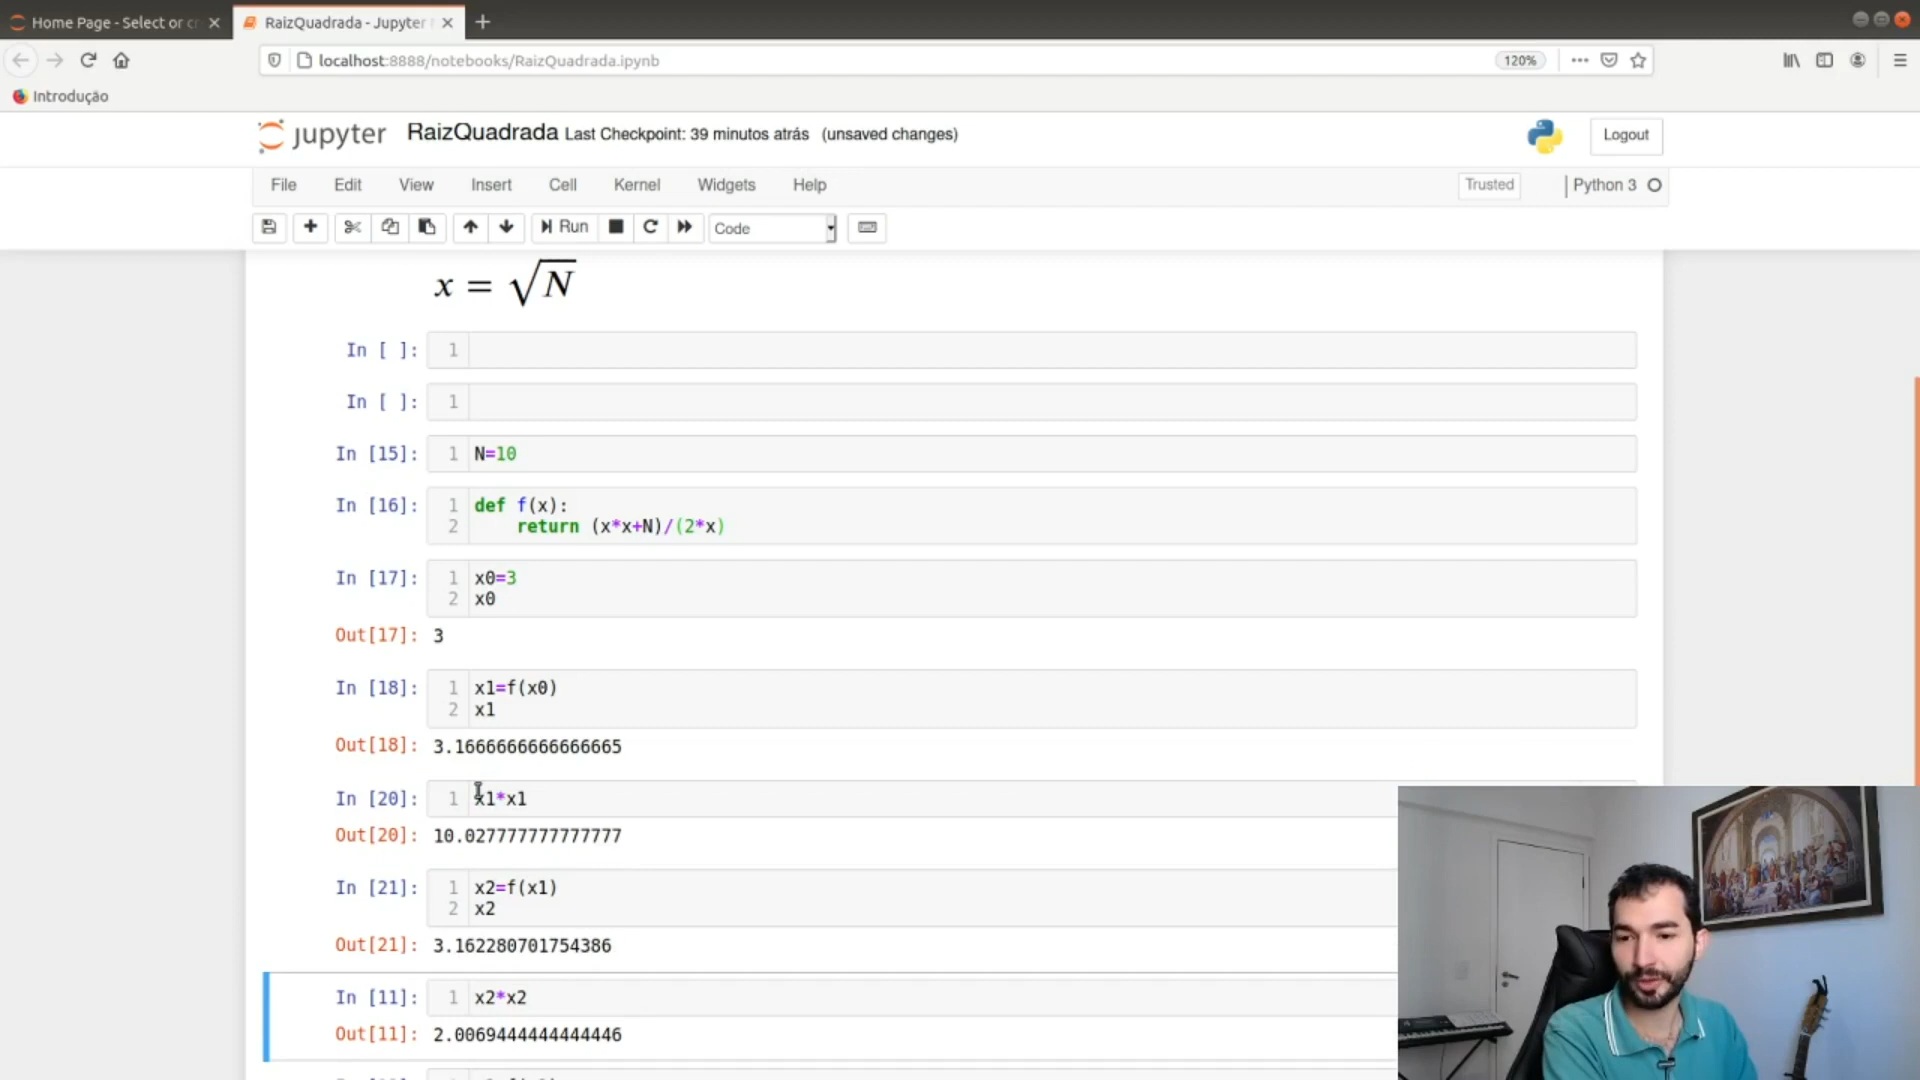 Home Page - Select or c
RaizQuadrada - Jupyter
localhost:8888/notebooks/RaizQuadrada.ipynb
120%
Introdução
jupyter RaizQuadrada Last Checkpoint: 39 minutos atrás (unsaved changes)
Logout
File Edit View Insert Cell Kernel Widgets Help
Trusted
Python 3
Run
Code
x = √N
In [ ]: 1
In [ ]: 1
In [15]: 1 N=10
In [16]: 1 def f(x):
2 return (x*x+N)/(2*x)
In [17]: 1 x0=3
2 x0
Out[17]: 3
In [18]: 1 x1=f(x0)
2 x1
Out[18]: 3.1666666666666665
In [20]: 1 x1*x1
Out[20]: 10.027777777777777
In [21]: 1 x2=f(x1)
2 x2
Out[21]: 3.162280701754386
In [11]: 1 x2*x2
Out[11]: 2.0069444444444446